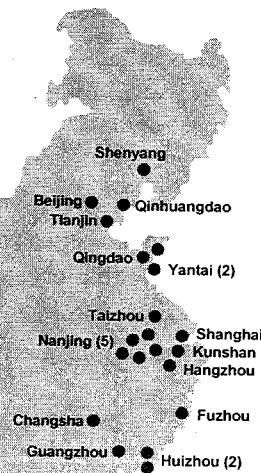 Shenyang
Beijing
Qinhuangdao
Tianjin
Qingdao
Yantai (2)
Taizhou
Nanjing (5)
Shanghai
Kunshan
Hangzhou
Changsha
Fuzhou
Guangzhou
Huizhou (2)